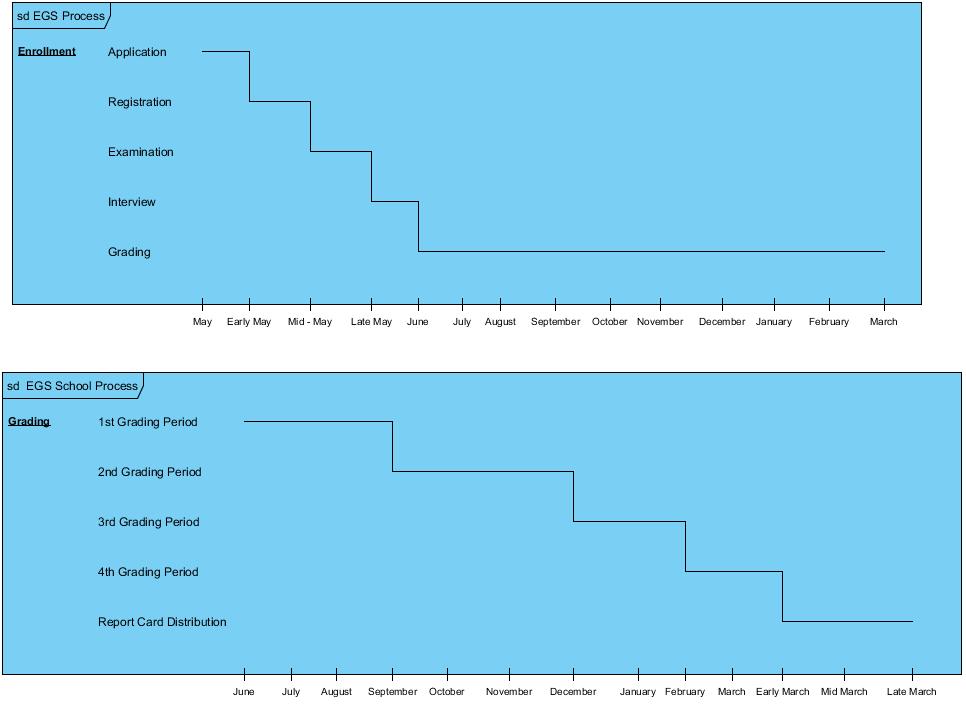 sd EGS Process
Enrollment
Application
Registration
Examination
Interview
Grading
May Early May Mid - May Late May June July August September October November December January February March
sd EGS School Process
Grading
1st Grading Period
2nd Grading Period
3rd Grading Period
4th Grading Period
Report Card Distribution
June July August September October November December January February March Early March Mid March Late March